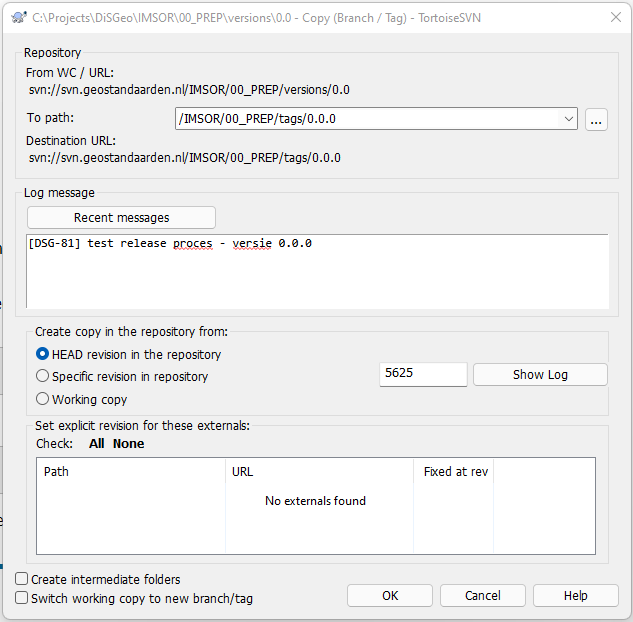 C:\Projects\DiSGeo\IMSOR\00_PREP\versions\0.0 - Copy (Branch / Tag) - TortoiseSVN
Repository
From WC / URL:
svn://svn.geostandaarden.nl/IMSOR/00_PREP/versions/0.0
To path:
/IMSOR/00_PREP/tags/0.0.0
...
Destination URL:
svn://svn.geostandaarden.nl/IMSOR/00_PREP/tags/0.0.0
Log message
Recent messages
[DSG-81] test release proces - versie 0.0.0
Create copy in the repository from:
HEAD revision in the repository
Specific revision in repository
5625
Show Log
Working copy
Set explicit revision for these externals:
Check: All None
Path URL Fixed at rev
No externals found
Create intermediate folders
Switch working copy to new branch/tag
OK Cancel Help